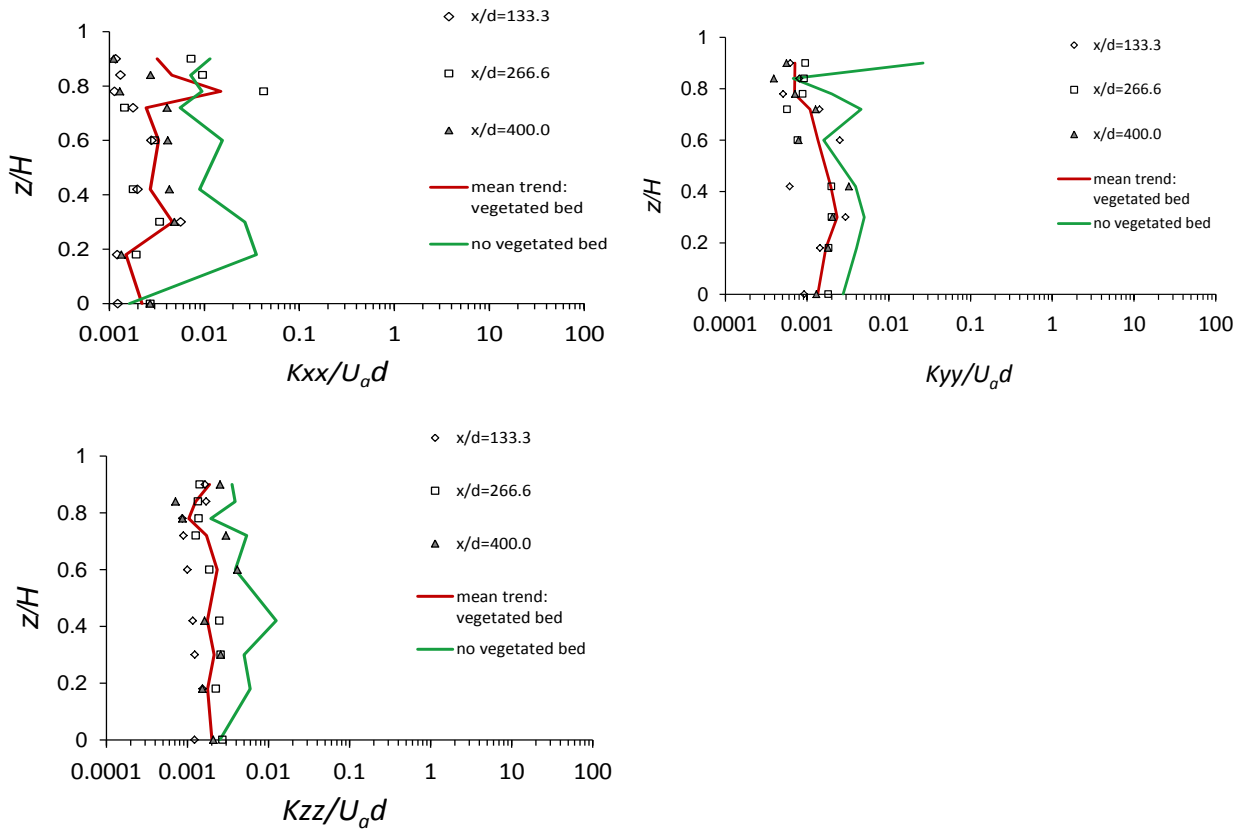 x/d=133.3
x/d=266.6
x/d=400.0
mean trend:
vegetated bed
no vegetated bed
1
0.8
0.6
0.4
0.2
0
z/H
0.0001 0.001 0.01 0.1 1 10 100
Kxx/Uₐd
x/d=133.3
x/d=266.6
x/d=400.0
mean trend:
vegetated bed
no vegetated bed
1
0.8
0.6
0.4
0.2
0
z/H
0.0001 0.001 0.01 0.1 1 10 100
Kyy/Uₐd
x/d=133.3
x/d=266.6
x/d=400.0
mean trend:
vegetated bed
no vegetated bed
1
0.8
0.6
0.4
0.2
0
z/H
0.0001 0.001 0.01 0.1 1 10 100
Kzz/Uₐd